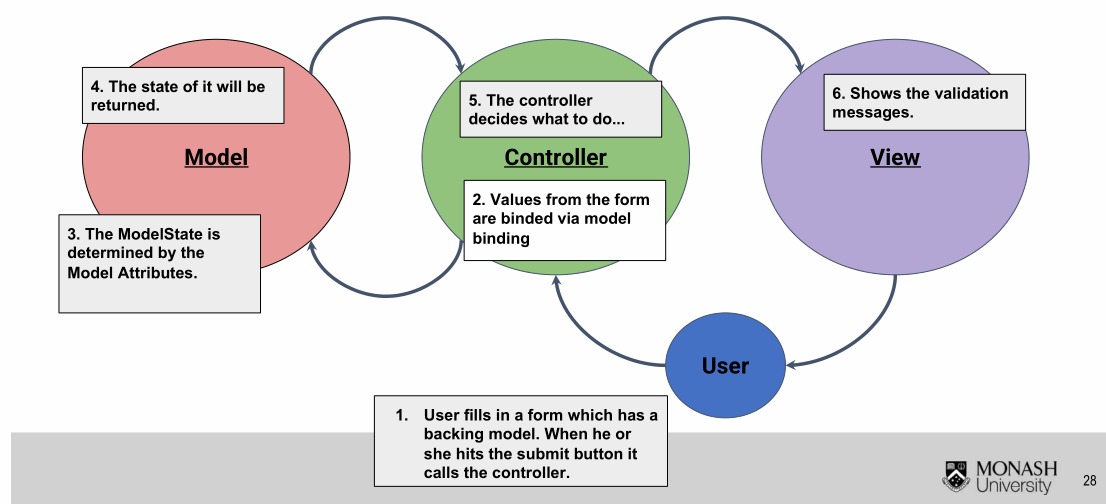 4. The state of it will be
returned.
5. The controller
decides what to do...
6. Shows the validation
messages.
Model
Controller
View
2. Values from the form
are binded via model
binding
3. The ModelState is
determined by the
Model Attributes.
User
1. User fills in a form which has a
backing model. When he or
she hits the submit button it
calls the controller.
MONASH
University
28